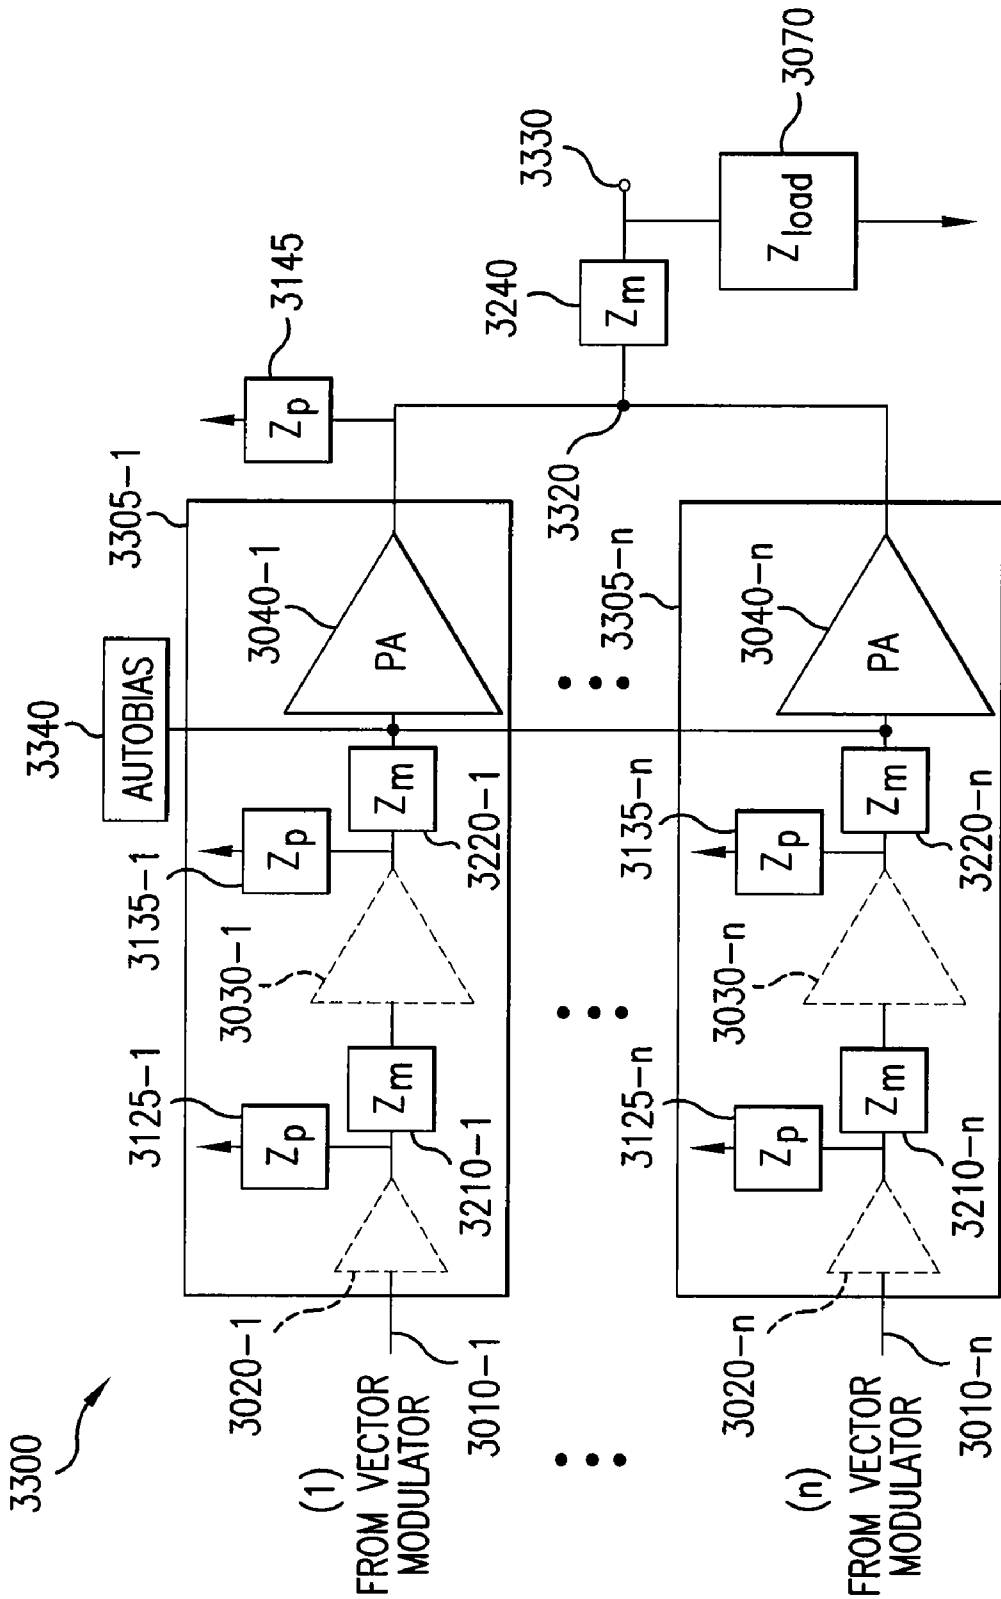 3300
3340
AUTOBIAS
3305-1
3145
Zp
3125-1
Zp
3135-1
Zp
3040-1
PA
3030-1
3020-1
Zm
3210-1
Zm
3220-1
(1)
FROM VECTOR
MODULATOR
3010-1
3240
Zm
3330
3320
Zload
3070
3305-n
3125-n
Zp
3135-n
Zp
3040-n
PA
3030-n
3020-n
Zm
3210-n
Zm
3220-n
(n)
FROM VECTOR
MODULATOR
3010-n